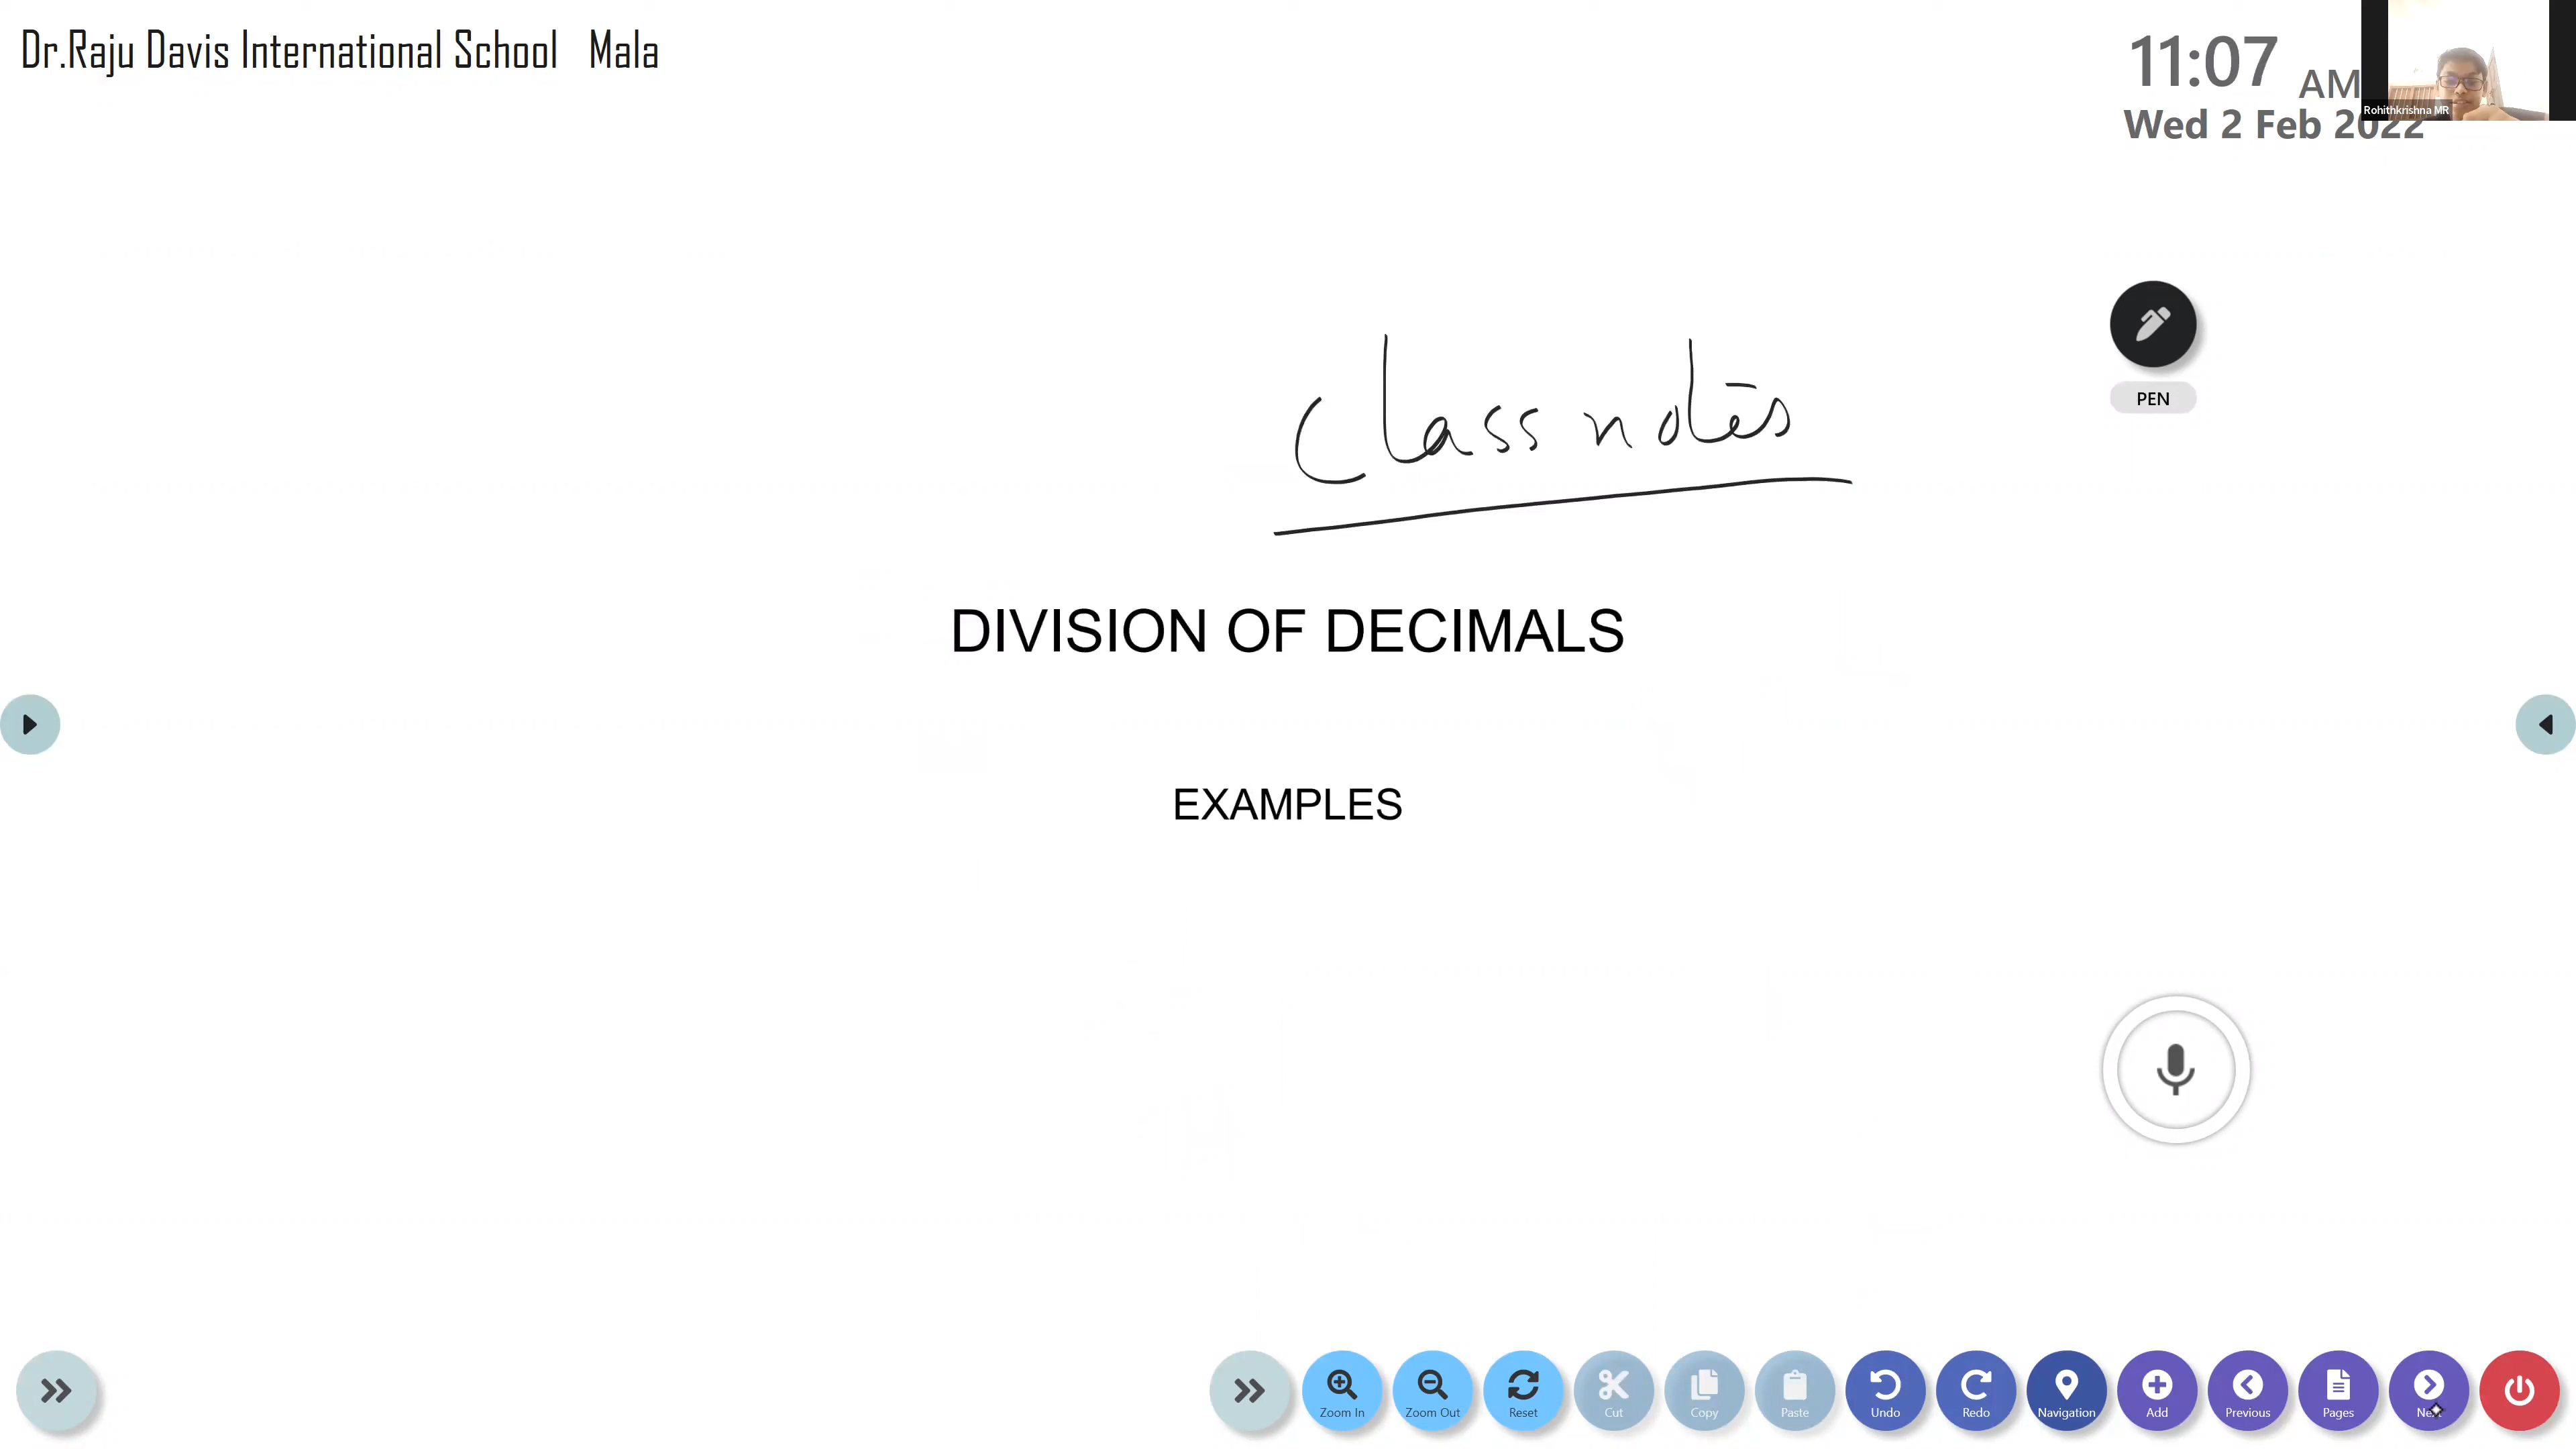 Dr.Raju Davis International School Mala
11:07 AM
Wed 2 Feb 2022
Rohithkrishna MR
Class notes
PEN
DIVISION OF DECIMALS
EXAMPLES
Zoom In
Zoom Out
Reset
Cut
Copy
Paste
Undo
Redo
Navigation
Add
Previous
Pages
Next